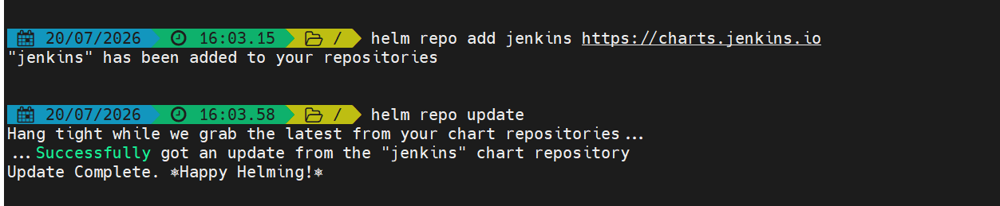 20/07/2026 16:03.15 / helm repo add jenkins https://charts.jenkins.io
"jenkins" has been added to your repositories
20/07/2026 16:03.58 / helm repo update
Hang tight while we grab the latest from your chart repositories...
...Successfully got an update from the "jenkins" chart repository
Update Complete. ⎈Happy Helming!⎈